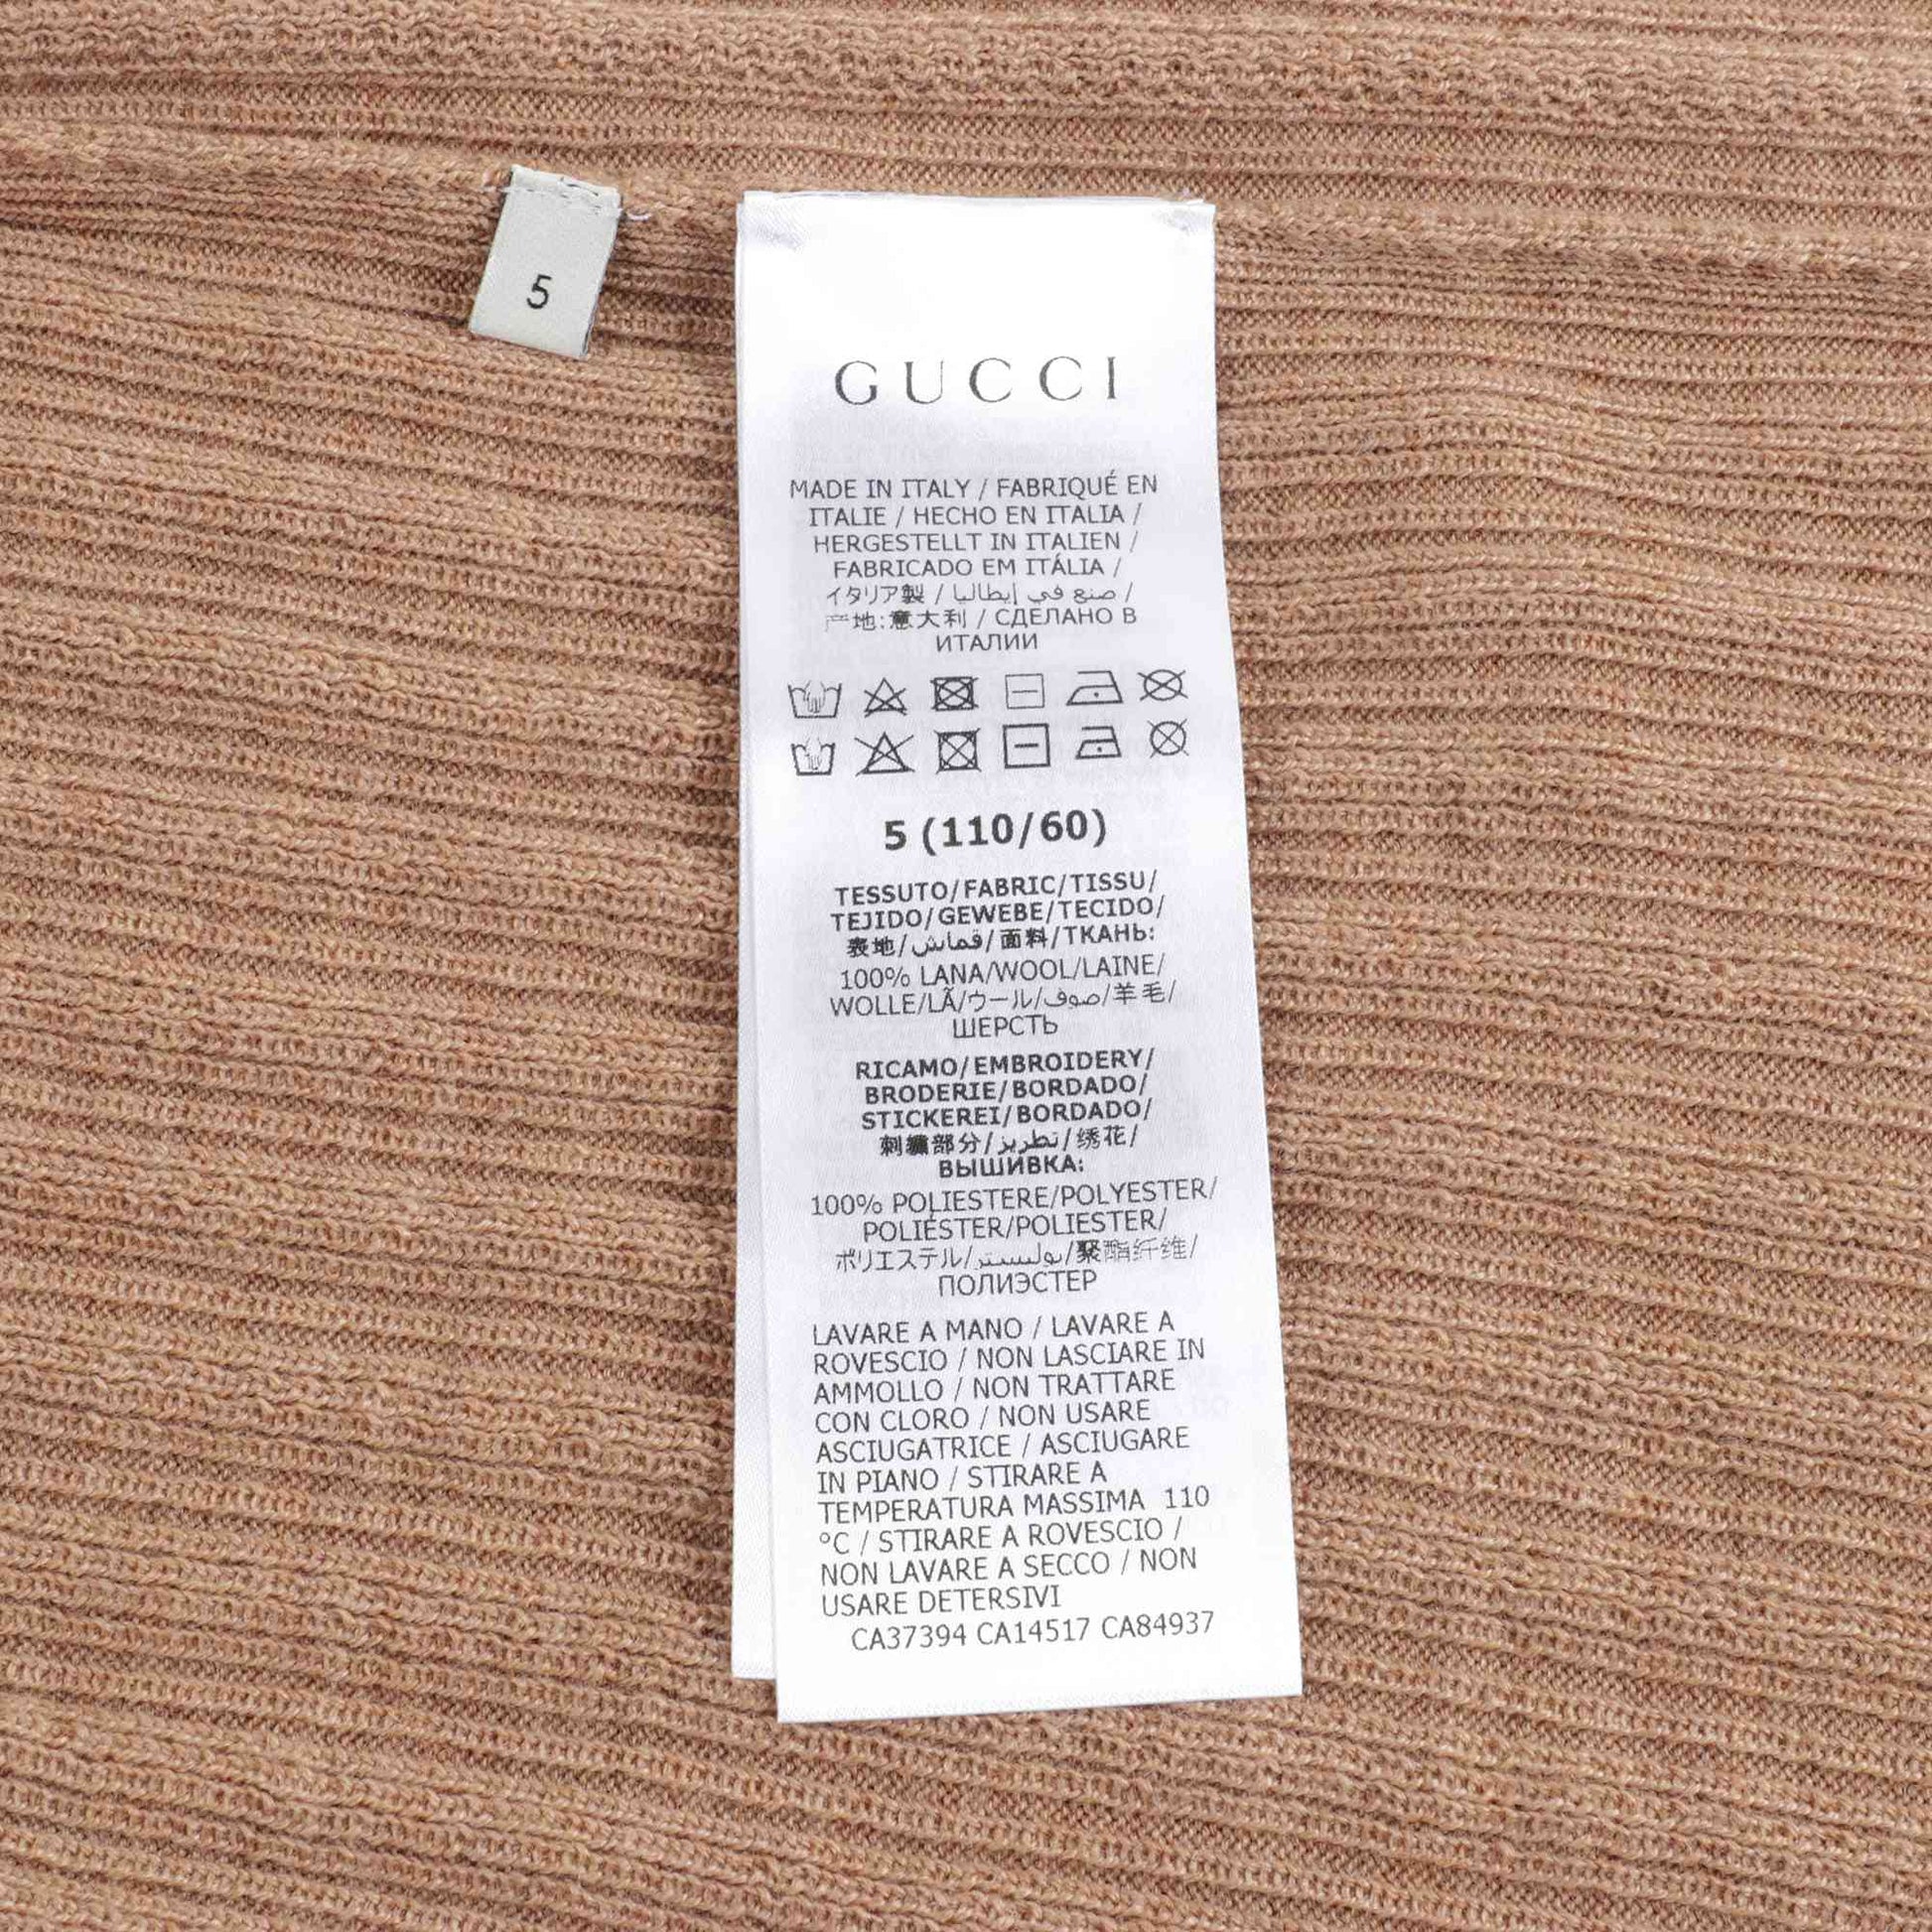 5
GUCCI
MADE IN ITALY / FABRIQUÉ EN
ITALIE / HECHO EN ITALIA /
HERGESTELLT IN ITALIEN /
FABRICADO EM ITÁLIA /
イタリア製 / صنع في إيطاليا /
产地:意大利 / СДЕЛАНО В
ИТАЛИИ
5 (110/60)
TESSUTO/FABRIC/TISSU/
TEJIDO/GEWEBE/TECIDO/
表地/قماش/面料/ТКАНЬ:
100% LANA/WOOL/LAINE/
WOLLE/LÃ/ウール/صوف/羊毛/
ШЕРСТЬ
RICAMO/EMBROIDERY/
BRODERIE/BORDADO/
STICKEREI/BORDADO/
刺繍部分/تطريز/绣花/
ВЫШИВКА:
100% POLIESTERE/POLYESTER/
POLIÉSTER/POLIESTER/
ポリエステル/بوليستر/聚酯纤维/
ПОЛИЭСТЕР
LAVARE A MANO / LAVARE A
ROVESCIO / NON LASCIARE IN
AMMOLLO / NON TRATTARE
CON CLORO / NON USARE
ASCIUGATRICE / ASCIUGARE
IN PIANO / STIRARE A
TEMPERATURA MASSIMA 110
°C / STIRARE A ROVESCIO /
NON LAVARE A SECCO / NON
USARE DETERSIVI
CA37394 CA14517 CA84937